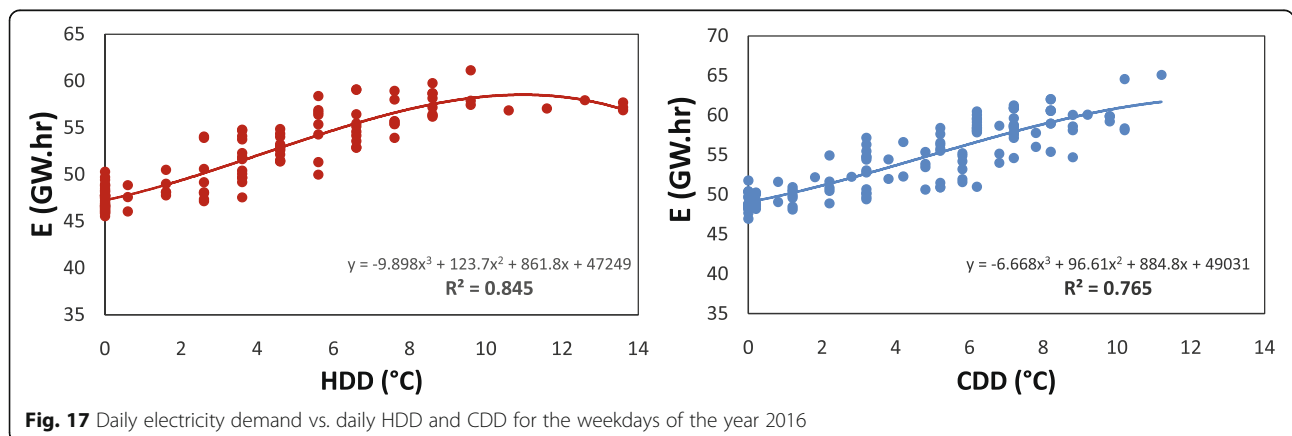 65
60
55
50
45
40
35
E (GW.hr)
0 2 4 6 8 10 12 14
HDD (°C)
y = -9.898x³ + 123.7x² + 861.8x + 47249
R² = 0.845
70
65
60
55
50
45
40
35
E (GW.hr)
0 2 4 6 8 10 12 14
CDD (°C)
y = -6.668x³ + 96.61x² + 884.8x + 49031
R² = 0.765
Fig. 17 Daily electricity demand vs. daily HDD and CDD for the weekdays of the year 2016